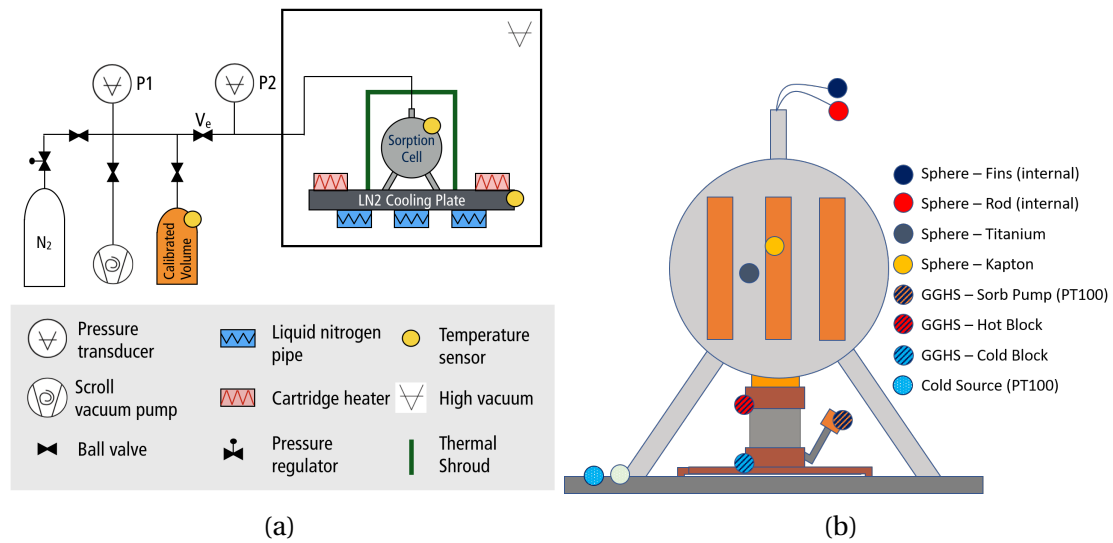 P1
P2
Vₑ
N₂
Calibrated
Volume
Sorption
Cell
LN2 Cooling Plate
Pressure
transducer
Liquid nitrogen
pipe
Temperature
sensor
Scroll
vacuum pump
Cartridge heater
High vacuum
Ball valve
Pressure
regulator
Thermal
Shroud
(a)
Sphere – Fins (internal)
Sphere – Rod (internal)
Sphere – Titanium
Sphere – Kapton
GGHS – Sorb Pump (PT100)
GGHS – Hot Block
GGHS – Cold Block
Cold Source (PT100)
(b)